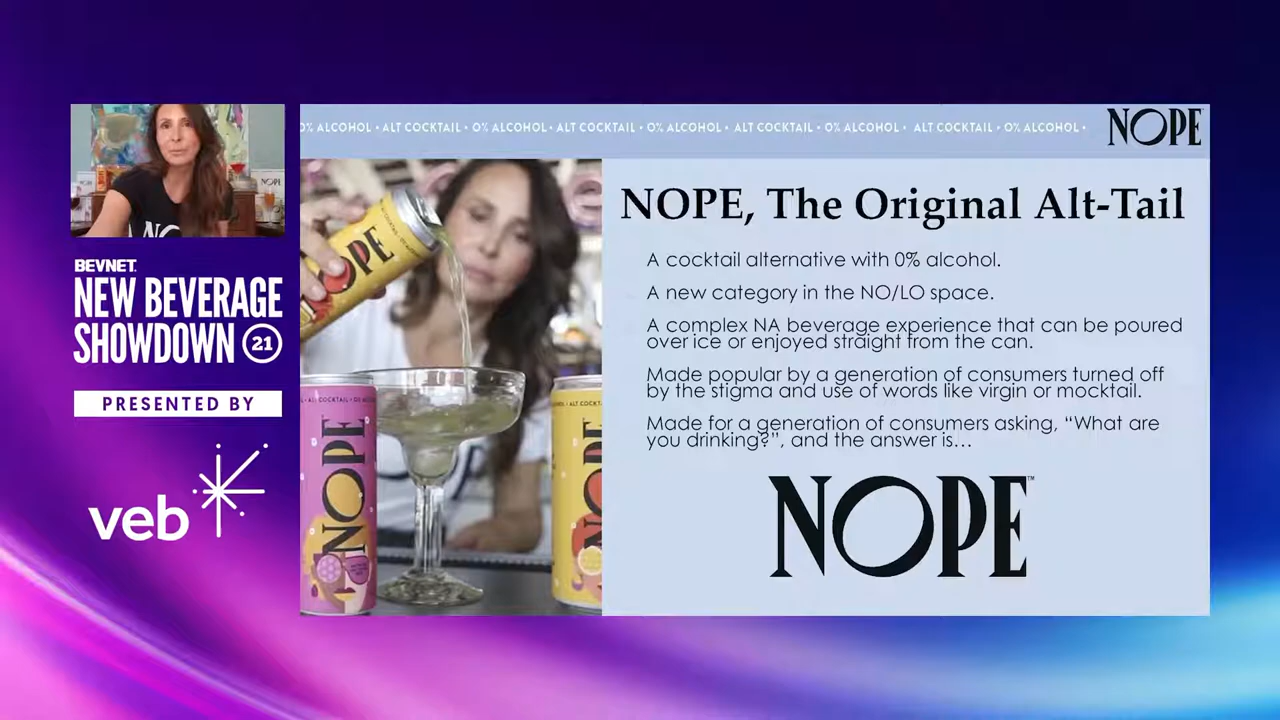 0% ALCOHOL • ALT COCKTAIL • 0% ALCOHOL • ALT COCKTAIL • 0% ALCOHOL • ALT COCKTAIL • 0% ALCOHOL • ALT COCKTAIL • 0% ALCOHOL •
NOPE
NOPE, The Original Alt-Tail
A cocktail alternative with 0% alcohol.
A new category in the NO/LO space.
A complex NA beverage experience that can be poured
over ice or enjoyed straight from the can.
Made popular by a generation of consumers turned off
by the stigma and use of words like virgin or mocktail.
Made for a generation of consumers asking, “What are
you drinking?”, and the answer is…
NOPE™
NOPE
NOPE
NOPE
NOPE
BEVNET.
NEW BEVERAGE
SHOWDOWN 21
PRESENTED BY
veb